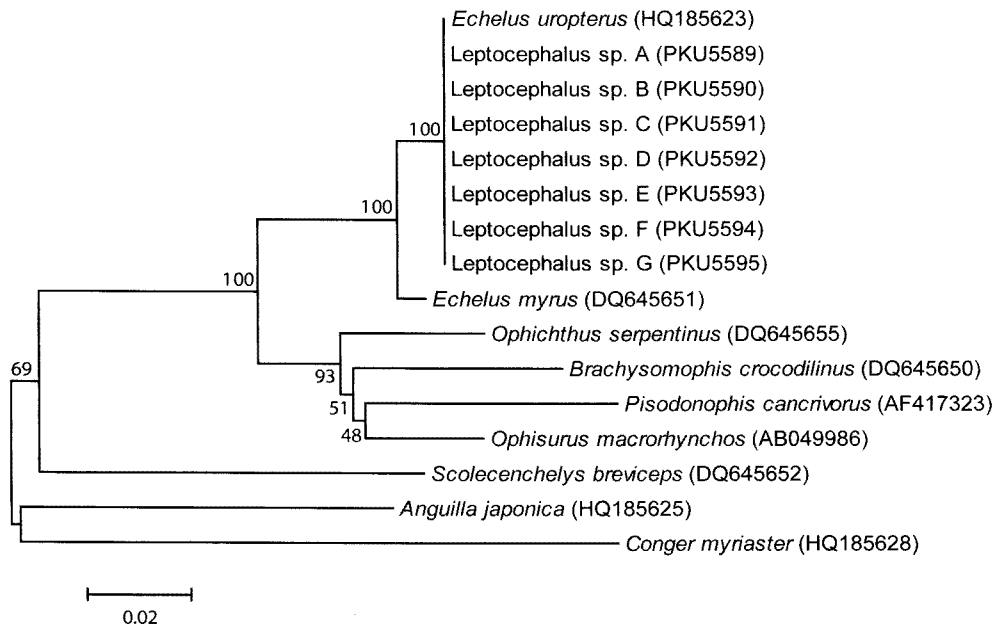 Echelus uropterus (HQ185623)
Leptocephalus sp. A (PKU5589)
Leptocephalus sp. B (PKU5590)
Leptocephalus sp. C (PKU5591)
100
Leptocephalus sp. D (PKU5592)
Leptocephalus sp. E (PKU5593)
100
Leptocephalus sp. F (PKU5594)
Leptocephalus sp. G (PKU5595)
100
Echelus myrus (DQ645651)
Ophichthus serpentinus (DQ645655)
69
Brachysomophis crocodilinus (DQ645650)
93
Pisodonophis cancrivorus (AF417323)
51
Ophisurus macrorhynchos (AB049986)
48
Scolecenchelys breviceps (DQ645652)
Anguilla japonica (HQ185625)
Conger myriaster (HQ185628)
0.02